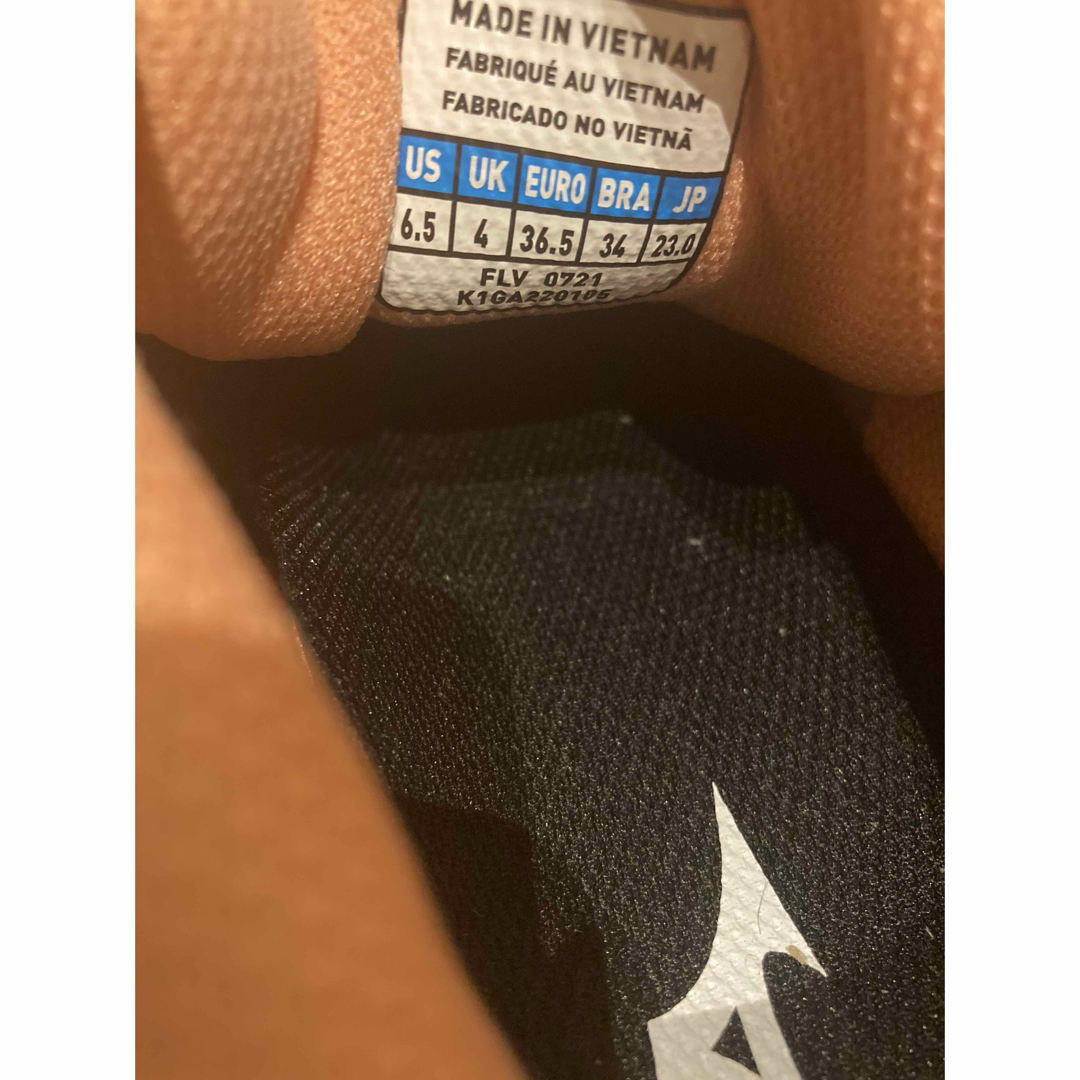 MADE IN VIETNAM
FABRIQUÉ AU VIETNAM
FABRICADO NO VIETNÃ
US UK EURO BRA JP
6.5 4 36.5 34 23.0
FLV 0721
K1GA220105